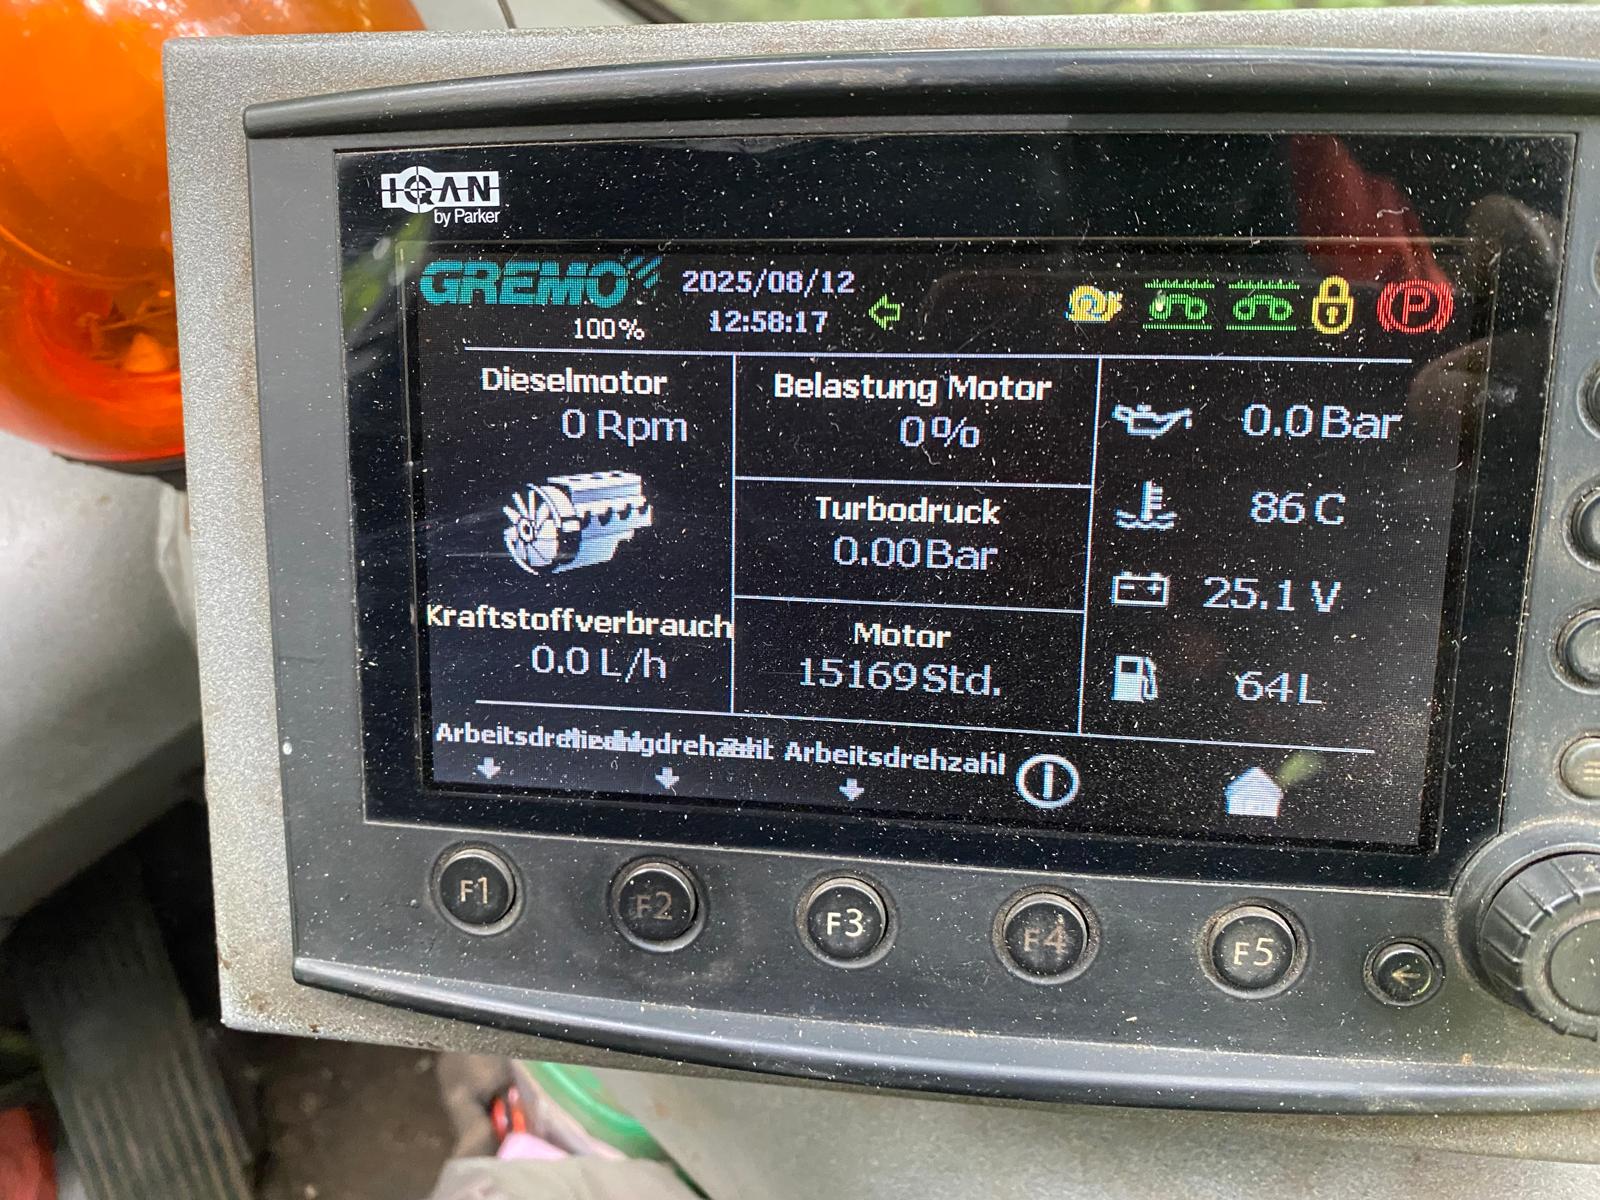 IQAN
by Parker
GREMO
100%
2025/08/12
12:58:17
P
Dieselmotor
0 Rpm
Kraftstoffverbrauch
0.0 L/h
Belastung Motor
0%
Turbodruck
0.00 Bar
Motor
15169 Std.
0.0 Bar
86 C
25.1 V
64 L
Arbeitsdrehzahl
F1 F2 F3 F4 F5